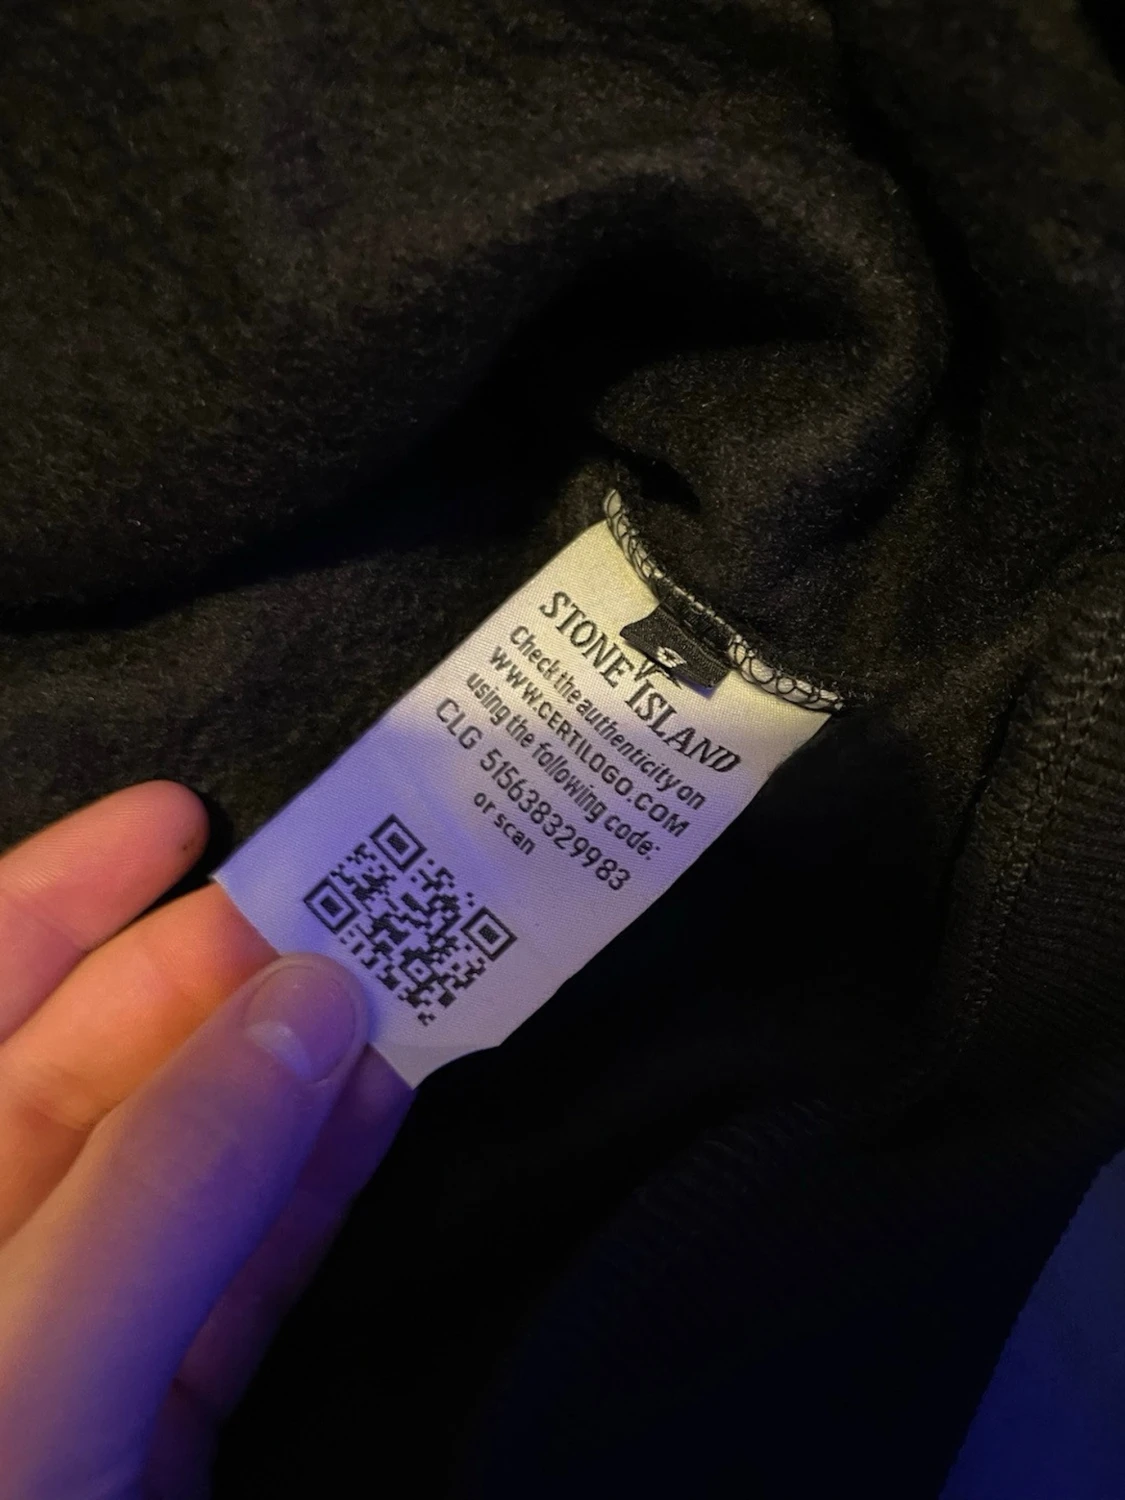 STONE ISLAND
Check the authenticity on
WWW.CERTILOGO.COM
using the following code:
CLG 515638329983
or scan